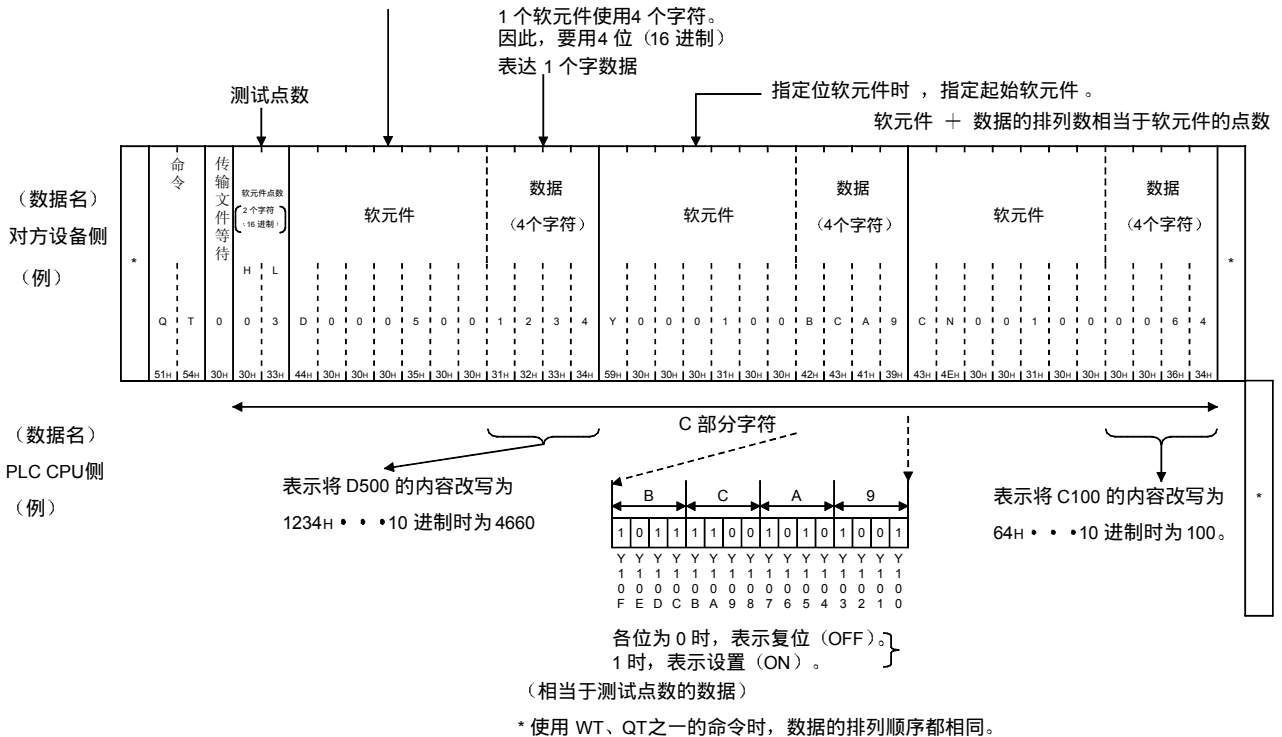 1 个软元件使用4 个字符。
因此，要用4 位（16 进制）
表达 1 个字数据
测试点数
指定位软元件时 ，指定起始软元件 。
软元件 ＋ 数据的排列数相当于软元件的点数
（数据名）
对方设备侧
（例）
*
命令
传输文件等待
软元件点数
2 个字符
（16 进制）
H L
软元件
数据
（4个字符）
软元件
数据
（4个字符）
软元件
数据
（4个字符）
*
Q T 0 0 3 D 0 0 0 5 0 0 1 2 3 4 Y 0 0 0 1 0 0 B C A 9 C N 0 0 1 0 0 0 0 6 4
51H 54H 30H 30H 33H 44H 30H 30H 30H 35H 30H 30H 31H 32H 33H 34H 59H 30H 30H 30H 31H 30H 30H 42H 43H 41H 39H 43H 4EH 30H 30H 31H 30H 30H 30H 30H 36H 34H
（数据名）
PLC CPU侧
（例）
C 部分字符
表示将 D500 的内容改写为
1234H・・・10 进制时为 4660
B C A 9
1 0 1 1 1 1 0 0 1 0 1 0 1 0 0 1
Y10F Y10E Y10D Y10C Y10B Y10A Y109 Y108 Y107 Y106 Y105 Y104 Y103 Y102 Y101 Y100
表示将 C100 的内容改写为
64H・・・10 进制时为 100。
*
各位为 0 时，表示复位（OFF）。
1 时，表示设置（ON）。
（相当于测试点数的数据）
* 使用 WT、QT之一的命令时，数据的排列顺序都相同。